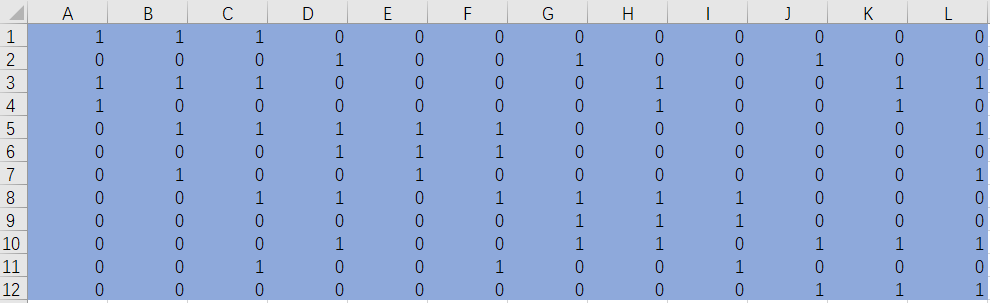 A B C D E F G H I J K L
1 1 1 1 0 0 0 0 0 0 0 0 0
2 0 0 0 1 0 0 1 0 0 1 0 0
3 1 1 1 0 0 0 0 1 0 0 1 1
4 1 0 0 0 0 0 0 1 0 0 1 0
5 0 1 1 1 1 1 0 0 0 0 0 1
6 0 0 0 1 1 1 0 0 0 0 0 0
7 0 1 0 0 1 0 0 0 0 0 0 1
8 0 0 1 1 0 1 1 1 1 0 0 0
9 0 0 0 0 0 0 1 1 1 0 0 0
10 0 0 0 1 0 0 1 1 0 1 1 1
11 0 0 1 0 0 1 0 0 1 0 0 0
12 0 0 0 0 0 0 0 0 0 1 1 1